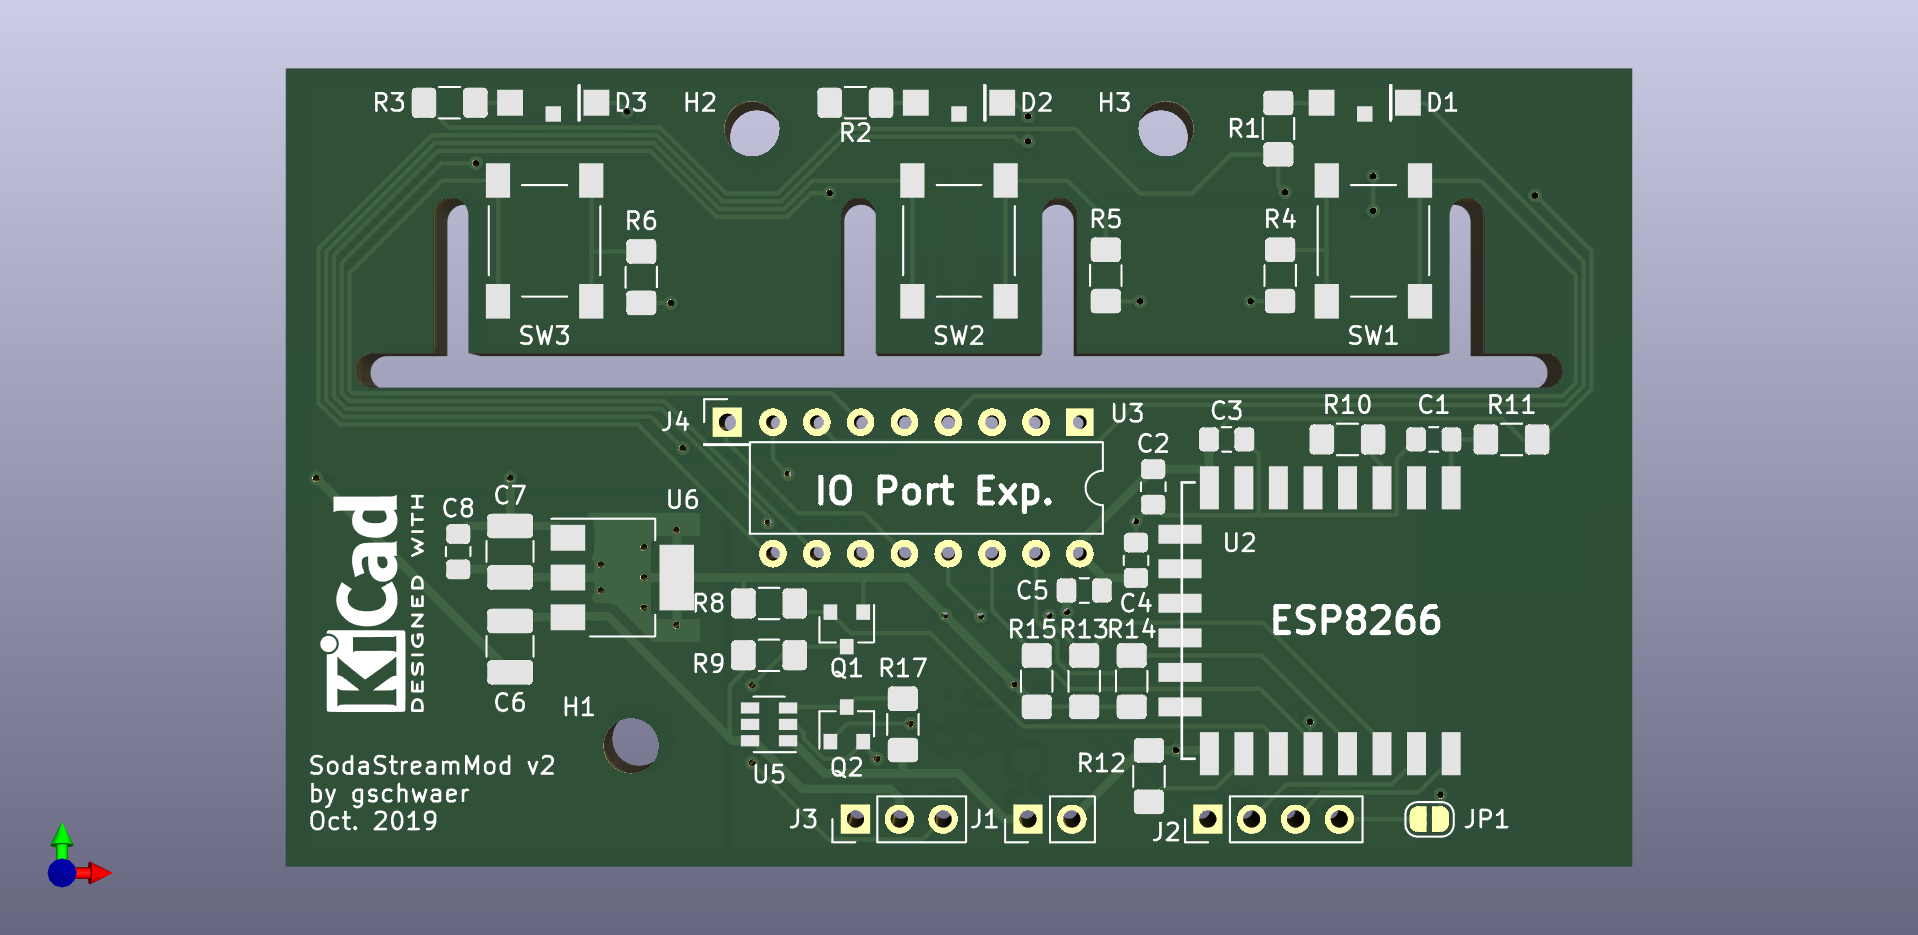 R3
D3
H2
R2
D2
H3
R1
D1
R6
R5
R4
SW3
SW2
SW1
J4
U3
C3
R10
C1
R11
C2
IO Port Exp.
U6
C7
C8
U2
KiCad
DESIGNED WITH
C5
C4
R8
R9
Q1
R17
R15
R13
R14
ESP8266
C6
H1
U5
Q2
R12
SodaStreamMod v2
by gschwaer
Oct. 2019
J3
J1
J2
JP1